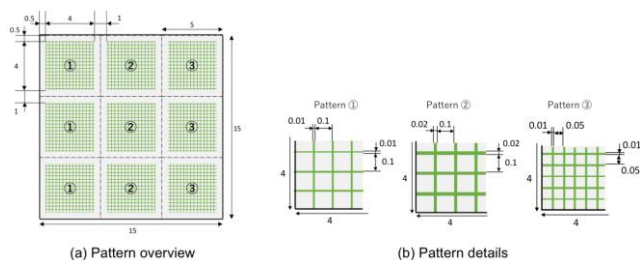 0.5 4 1 5
0.5
4
1
① ② ③
① ② ③
① ② ③
15
15
(a) Pattern overview
Pattern ① Pattern ② Pattern ③
0.01 0.1 0.02 0.1 0.01 0.05
0.01 0.02 0.01
0.1 0.1 0.05
4 4 4
4 4 4
(b) Pattern details